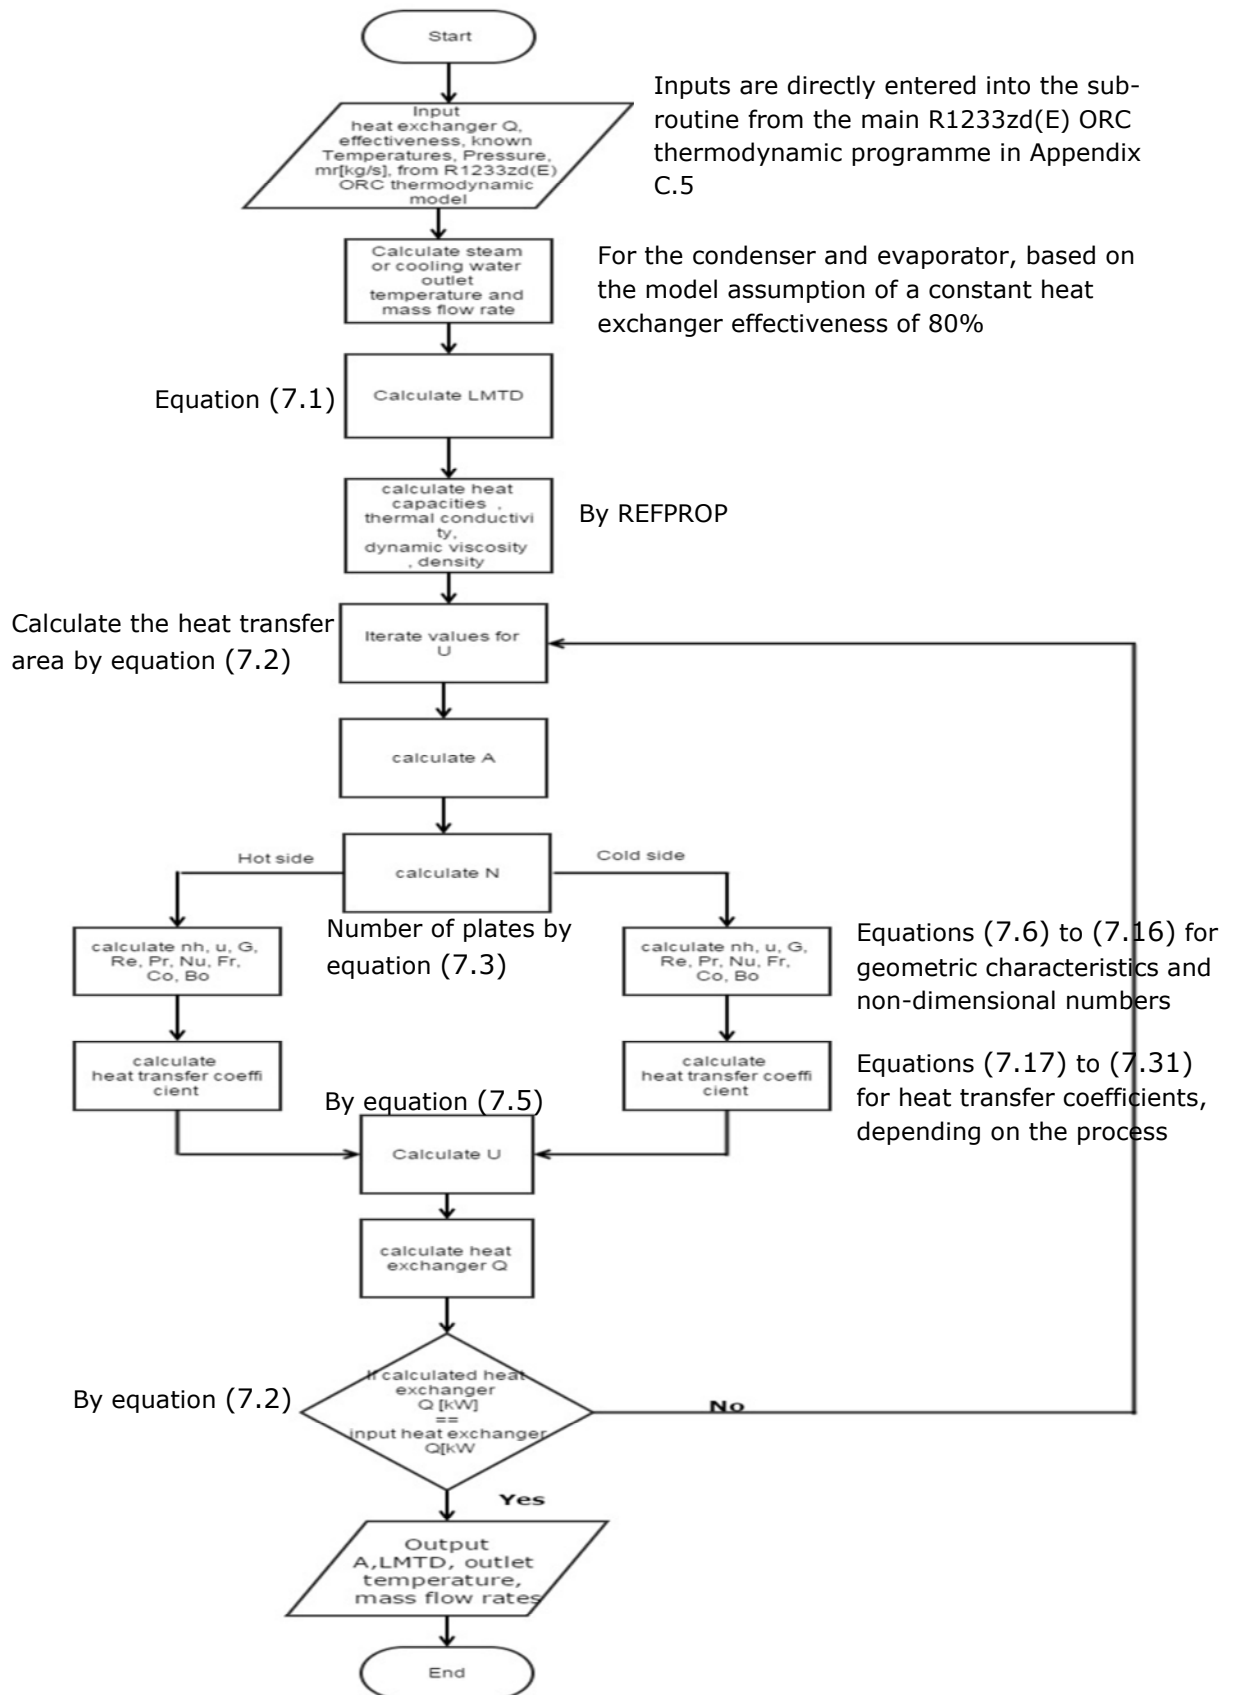 Start
Input
heat exchanger Q,
effectiveness, known
Temperatures, Pressure,
mr[kg/s], from R1233zd(E)
ORC thermodynamic
model
Inputs are directly entered into the sub-
routine from the main R1233zd(E) ORC
thermodynamic programme in Appendix
C.5
Calculate steam
or cooling water
outlet
temperature and
mass flow rate
For the condenser and evaporator, based on
the model assumption of a constant heat
exchanger effectiveness of 80%
Equation (7.1)
Calculate LMTD
calculate heat
capacities ,
thermal conductivi
ty,
dynamic viscosity
, density
By REFPROP
Calculate the heat transfer
area by equation (7.2)
Iterate values for
U
calculate A
calculate N
Hot side
Cold side
Number of plates by
equation (7.3)
calculate nh, u, G,
Re, Pr, Nu, Fr,
Co, Bo
calculate nh, u, G,
Re, Pr, Nu, Fr,
Co, Bo
Equations (7.6) to (7.16) for
geometric characteristics and
non-dimensional numbers
calculate
heat transfer coeffi
cient
calculate
heat transfer coeffi
cient
Equations (7.17) to (7.31)
for heat transfer coefficients,
depending on the process
By equation (7.5)
Calculate U
calculate heat
exchanger Q
By equation (7.2)
If calculated heat
exchanger
Q [kW]
==
input heat exchanger
Q[kW
No
Yes
Output
A,LMTD, outlet
temperature,
mass flow rates
End